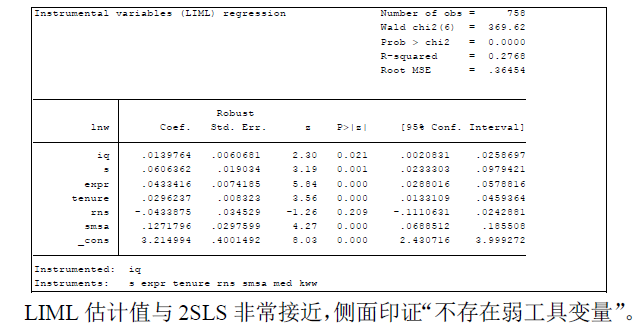 Instrumental variables (LIML) regression Number of obs = 758
Wald chi2(6) = 369.62
Prob > chi2 = 0.0000
R-squared = 0.2768
Root MSE = .36454
Robust
lnw Coef. Std. Err. z P>|z| [95% Conf. Interval]
iq .0139764 .0060681 2.30 0.021 .0020831 .0258697
s .0606362 .019034 3.19 0.001 .0233303 .0979421
expr .0433416 .0074185 5.84 0.000 .0288016 .0578816
tenure .0296237 .008323 3.56 0.000 .0133109 .0459364
rns -.0433875 .034529 -1.26 0.209 -.1110631 .0242881
smsa .1271796 .0297599 4.27 0.000 .0688512 .185508
_cons 3.214994 .4001492 8.03 0.000 2.430716 3.999272
Instrumented: iq
Instruments: s expr tenure rns smsa med kww
LIML 估计值与 2SLS 非常接近，侧面印证“不存在弱工具变量”。